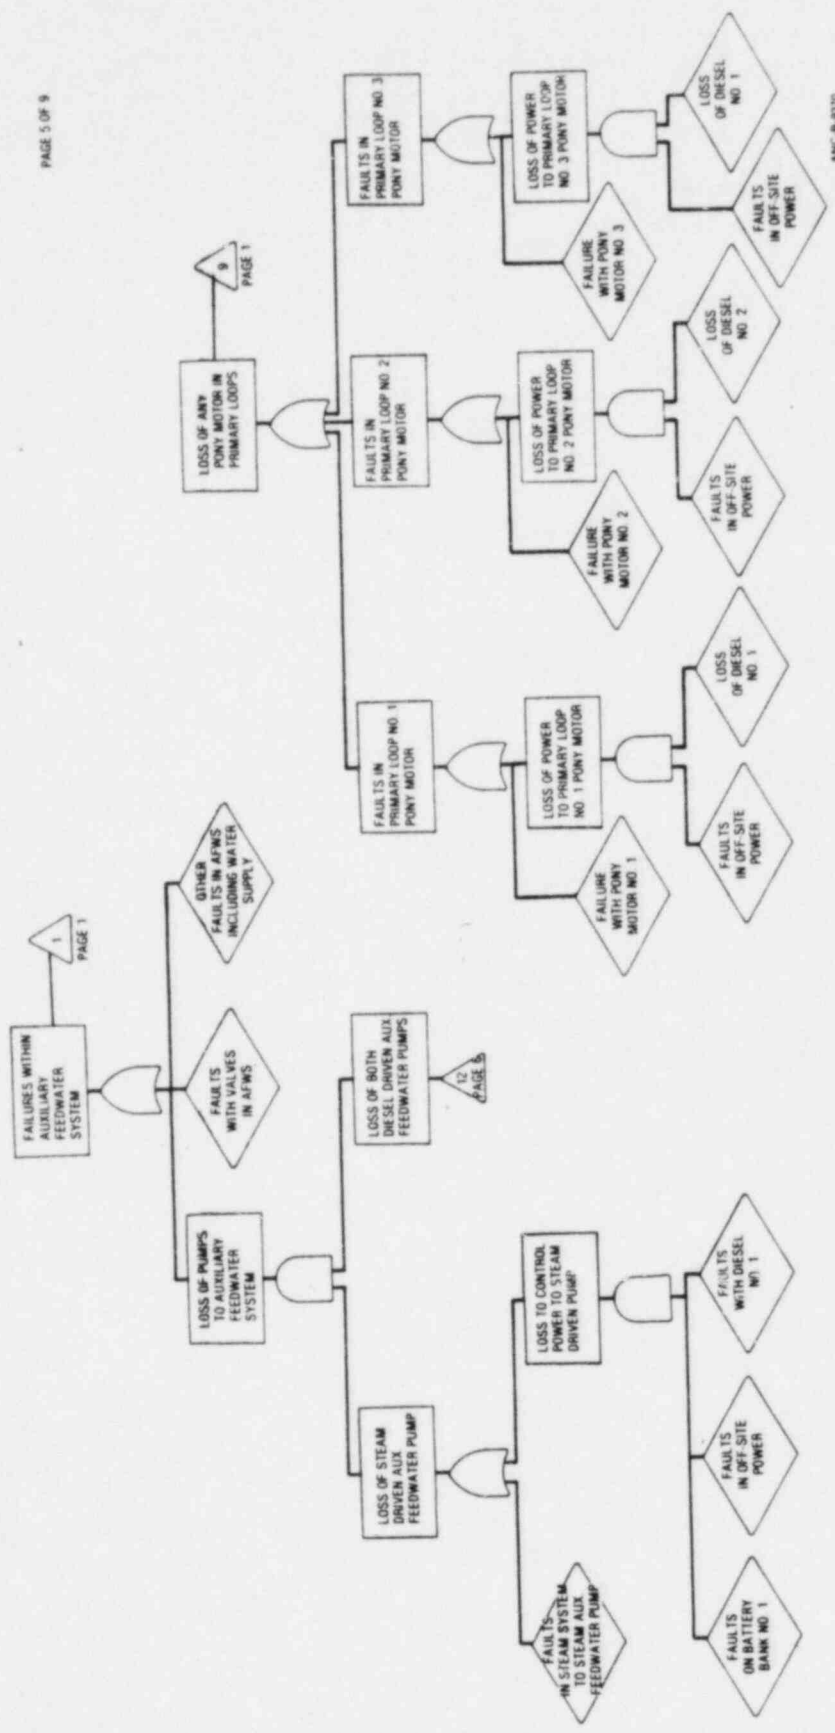 PAGE 5 OF 9
FAILURES WITHIN
AUXILIARY
FEEDWATER
SYSTEM
1
PAGE 1
LOSS OF PUMPS
TO AUXILIARY
FEEDWATER
SYSTEM
FAULTS
WITH VALVES
IN AFWS
OTHER
FAULTS IN AFWS
INCLUDING WATER
SUPPLY
LOSS OF STEAM
DRIVEN AUX
FEEDWATER PUMP
LOSS OF BOTH
DIESEL DRIVEN AUX
FEEDWATER PUMPS
12
PAGE 6
FAULTS
IN STEAM SYSTEM
TO STEAM AUX
FEEDWATER PUMP
LOSS TO CONTROL
POWER TO STEAM
DRIVEN PUMP
FAULTS
ON BATTERY
BANK NO. 1
FAULTS
IN OFF-SITE
POWER
FAULTS
WITH DIESEL
NO. 1
LOSS OF ANY
PONY MOTOR IN
PRIMARY LOOPS
9
PAGE 1
FAULTS IN
PRIMARY LOOP NO. 1
PONY MOTOR
FAULTS IN
PRIMARY LOOP NO. 2
PONY MOTOR
FAULTS IN
PRIMARY LOOP NO. 3
PONY MOTOR
FAILURE
WITH PONY
MOTOR NO. 1
LOSS OF POWER
TO PRIMARY LOOP
NO. 1 PONY MOTOR
FAILURE
WITH PONY
MOTOR NO. 2
LOSS OF POWER
TO PRIMARY LOOP
NO. 2 PONY MOTOR
FAILURE
WITH PONY
MOTOR NO. 3
LOSS OF POWER
TO PRIMARY LOOP
NO. 3 PONY MOTOR
FAULTS
IN OFF-SITE
POWER
LOSS
OF DIESEL
NO. 1
FAULTS
IN OFF-SITE
POWER
LOSS
OF DIESEL
NO. 2
FAULTS
IN OFF-SITE
POWER
LOSS
OF DIESEL
NO. 1